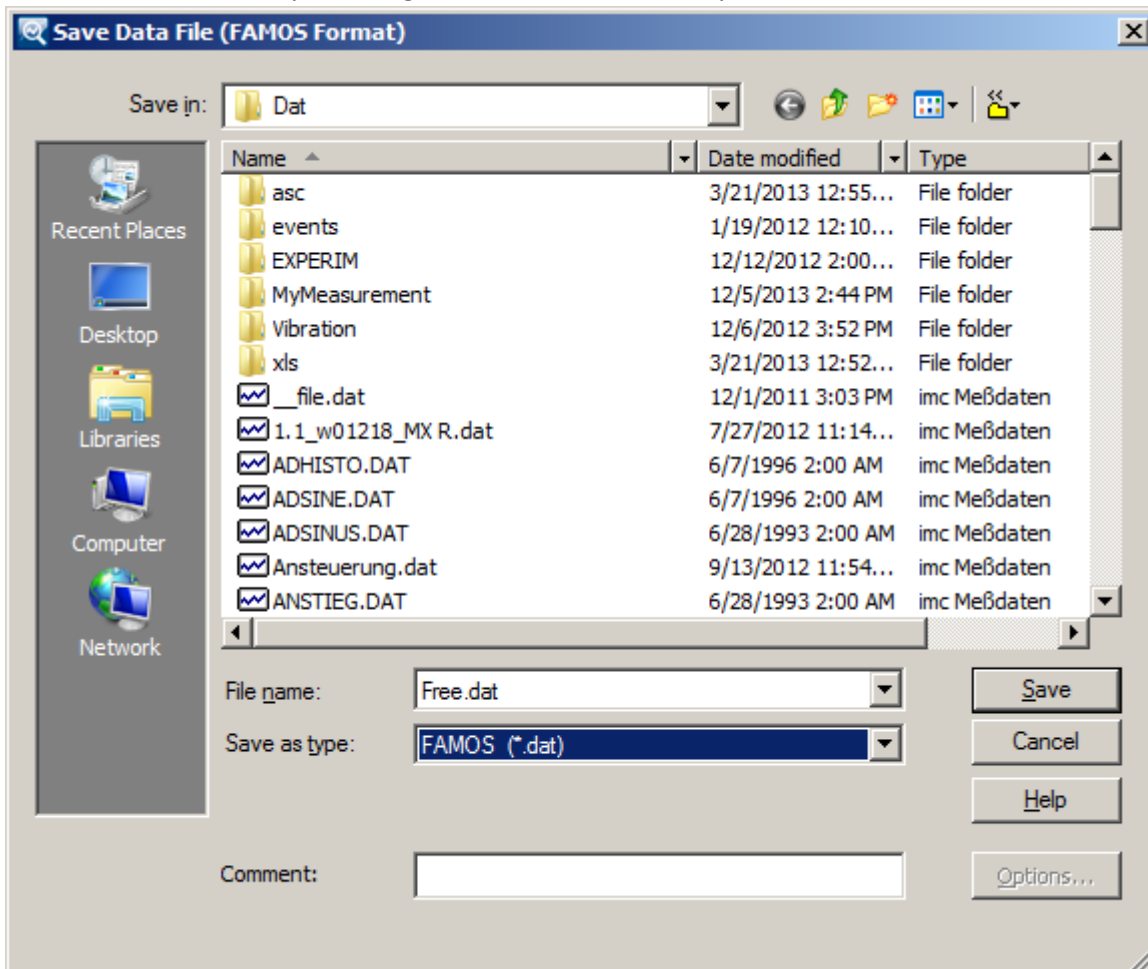 Save Data File (FAMOS Format)
Save in:
Dat
Recent Places
Desktop
Libraries
Computer
Network
Name Date modified Type
asc 3/21/2013 12:55... File folder
events 1/19/2012 12:10... File folder
EXPERIM 12/12/2012 2:00... File folder
MyMeasurement 12/5/2013 2:44 PM File folder
Vibration 12/6/2012 3:52 PM File folder
xls 3/21/2013 12:52... File folder
__file.dat 12/1/2011 3:03 PM imc Meßdaten
1.1_w01218_MX R.dat 7/27/2012 11:14... imc Meßdaten
ADHISTO.DAT 6/7/1996 2:00 AM imc Meßdaten
ADSINE.DAT 6/7/1996 2:00 AM imc Meßdaten
ADSINUS.DAT 6/28/1993 2:00 AM imc Meßdaten
Ansteuerung.dat 9/13/2012 11:54... imc Meßdaten
ANSTIEG.DAT 6/28/1993 2:00 AM imc Meßdaten
File name: Free.dat Save
Save as type: FAMOS (*.dat) Cancel
Help
Comment: Options...